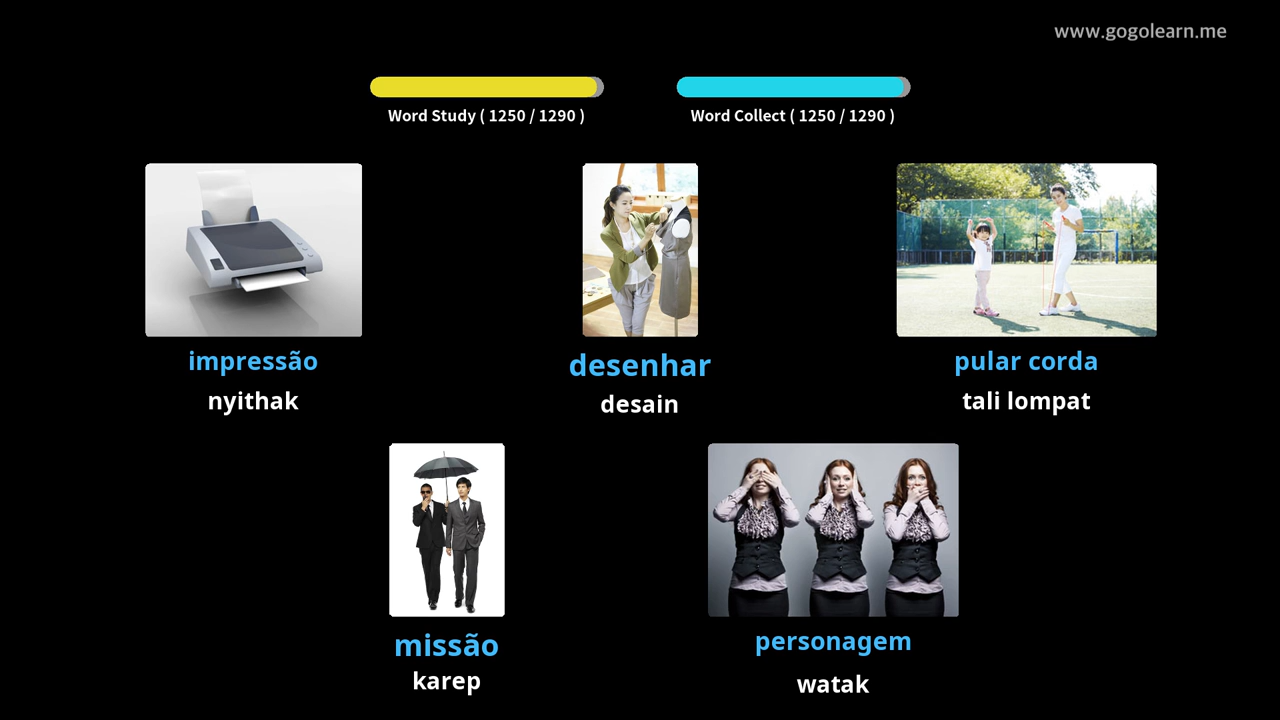 www.gogolearn.me
Word Study ( 1250 / 1290 )
Word Collect ( 1250 / 1290 )
impressão
nyithak
desenhar
desain
pular corda
tali lompat
missão
karep
personagem
watak